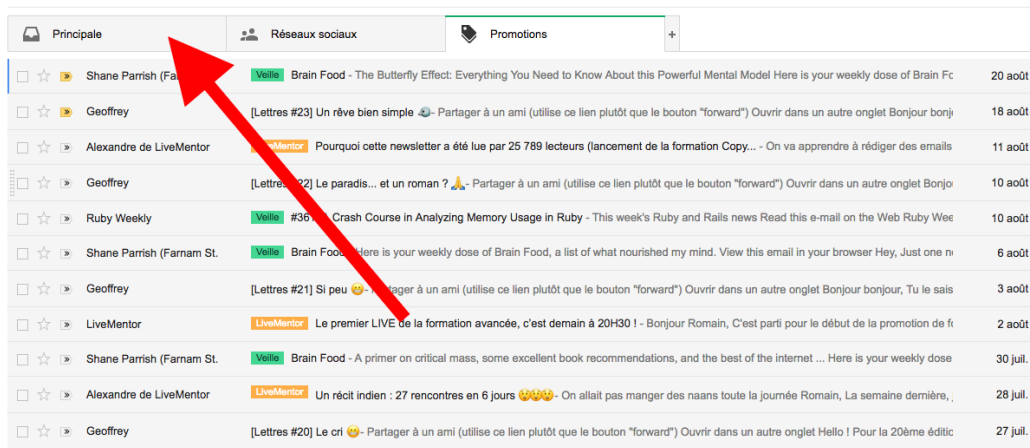 Principale Réseaux sociaux Promotions +
Shane Parrish Veille Brain Food - The Butterfly Effect: Everything You Need to Know About this Powerful Mental Model Here is your weekly dose of Brain Fo 20 août
Geoffrey [Lettres #23] Un rêve bien simple - Partager à un ami (utilise ce lien plutôt que le bouton "forward") Ouvrir dans un autre onglet Bonjour bonj 18 août
Alexandre de LiveMentor LiveMentor Pourquoi cette newsletter a été lue par 25 789 lecteurs (lancement de la formation Copy... - On va apprendre à rédiger des emails 11 août
Geoffrey [Lettres #22] Le paradis... et un roman ? 🙏 - Partager à un ami (utilise ce lien plutôt que le bouton "forward") Ouvrir dans un autre onglet Bonjo 10 août
Ruby Weekly Veille Crash Course in Analyzing Memory Usage in Ruby - This week's Ruby and Rails news Read this e-mail on the Web Ruby Wee 10 août
Shane Parrish (Farnam St. Veille Brain Food Here is your weekly dose of Brain Food, a list of what nourished my mind. View this email in your browser Hey, Just one n 6 août
Geoffrey [Lettres #21] Si peu 😬 - Partager à un ami (utilise ce lien plutôt que le bouton "forward") Ouvrir dans un autre onglet Bonjour bonjour, Tu le sais 3 août
LiveMentor LiveMentor Le premier LIVE de la formation avancée, c'est demain à 20H30 ! - Bonjour Romain, C'est parti pour le début de la promotion de fo 2 août
Shane Parrish (Farnam St. Veille Brain Food - A primer on critical mass, some excellent book recommendations, and the best of the internet ... Here is your weekly dose 30 juil.
Alexandre de LiveMentor LiveMentor Un récit indien : 27 rencontres en 6 jours 😲😲😲 - On allait pas manger des naans toute la journée Romain, La semaine dernière, 28 juil.
Geoffrey [Lettres #20] Le cri 😬 - Partager à un ami (utilise ce lien plutôt que le bouton "forward") Ouvrir dans un autre onglet Hello ! Pour la 20ème éditic 27 juil.